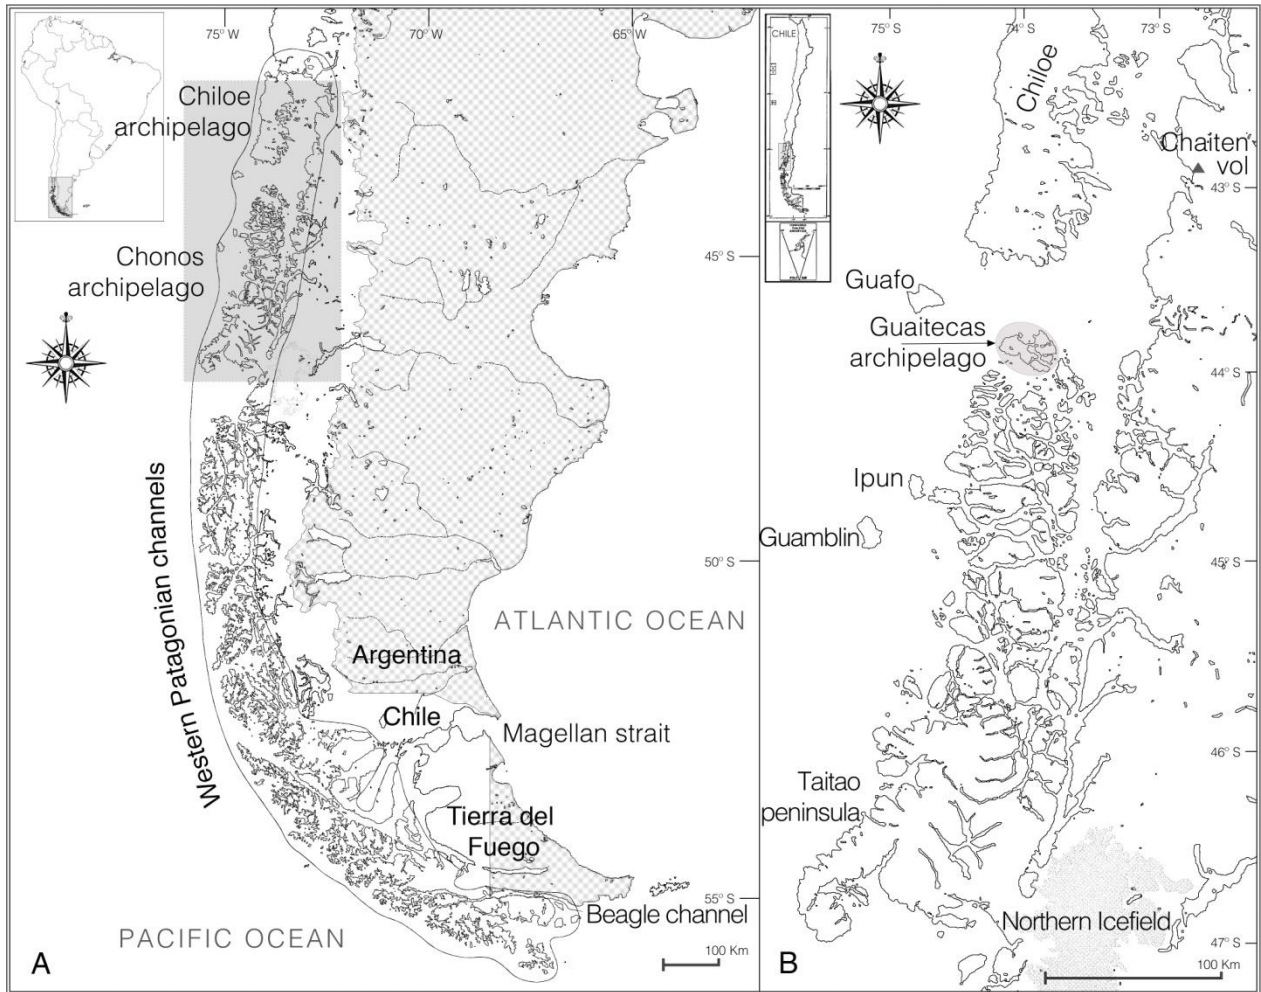 75° W
70° W
65° W
Chiloe
archipelago
Chonos
archipelago
45° S
Western Patagonian channels
50° S
ATLANTIC OCEAN
Argentina
Chile
Magellan strait
Tierra del
Fuego
55° S
Beagle channel
PACIFIC OCEAN
100 Km
A
75° S
74° S
73° S
CHILE
Chiloe
Chaiten
vol
43° S
Guafo
Guaitecas
archipelago
44° S
Ipun
Guamblin
45° S
46° S
Taitao
peninsula
Northern Icefield
47° S
100 Km
B